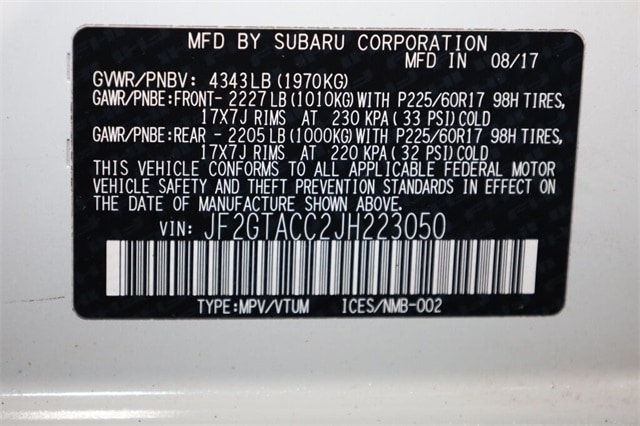 MFD BY SUBARU CORPORATION
MFD IN 08/17
GVWR/PNBV: 4343LB (1970KG)
GAWR/PNBE:FRONT- 2227LB(1010KG)WITH P225/60R17 98H TIRES,
17X7J RIMS AT 230 KPA (33 PSI)COLD
GAWR/PNBE:REAR - 2205LB(1000KG)WITH P225/60R17 98H TIRES,
17X7J RIMS AT 220 KPA (32 PSI)COLD
THIS VEHICLE CONFORMS TO ALL APPLICABLE FEDERAL MOTOR
VEHICLE SAFETY AND THEFT PREVENTION STANDARDS IN EFFECT ON
THE DATE OF MANUFACTURE SHOWN ABOVE.
VIN: JF2GTACC2JH223050
TYPE:MPV/VTUM ICES/NMB-002